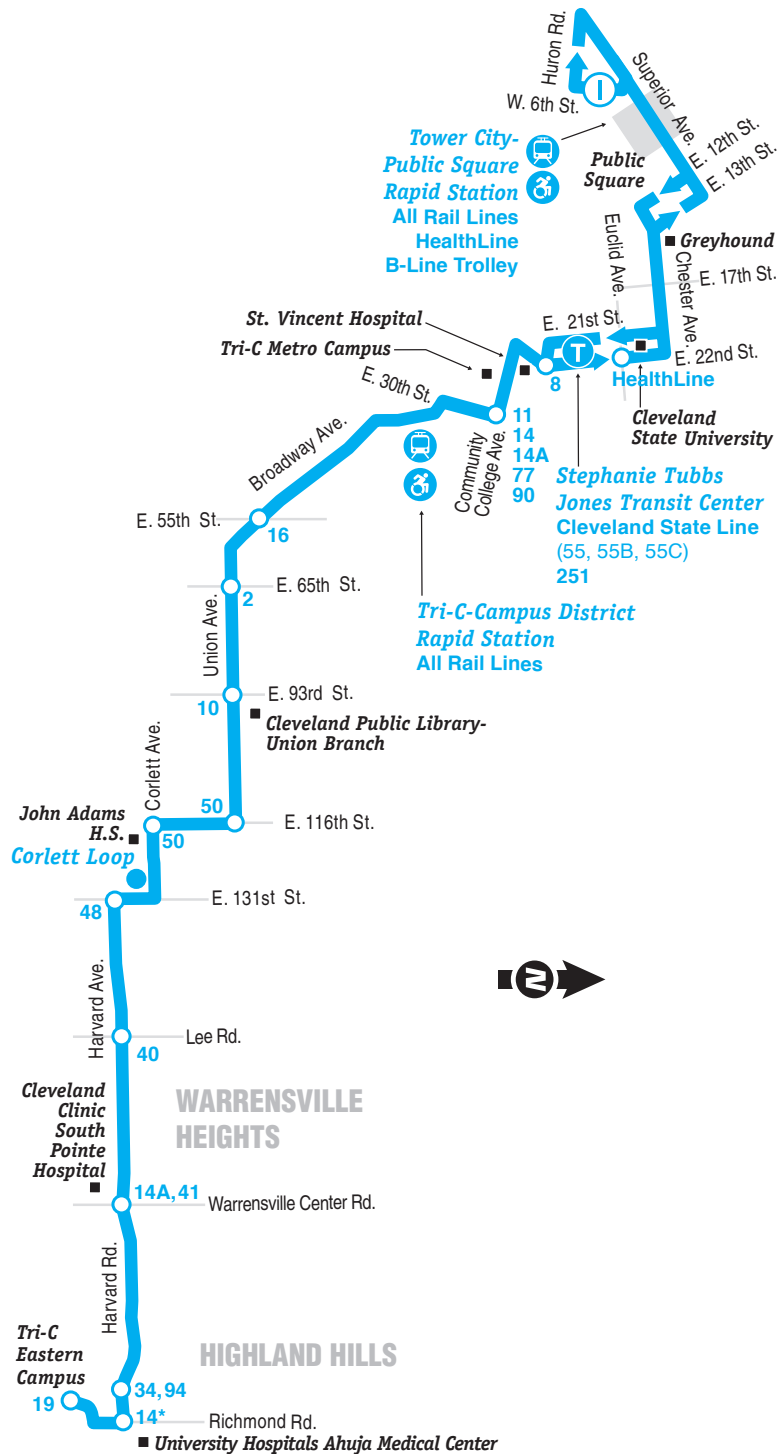 Huron Rd.
Superior Ave.
W. 6th St.
E. 12th St.
E. 13th St.
Tower City-
Public Square
Rapid Station
All Rail Lines
HealthLine
B-Line Trolley
Public
Square
Greyhound
Euclid Ave.
Chester Ave.
E. 17th St.
St. Vincent Hospital
Tri-C Metro Campus
E. 21st St.
T
E. 22nd St.
8
HealthLine
E. 30th St.
Cleveland
State University
11
14
14A
77
90
Community
College Ave.
Broadway Ave.
Stephanie Tubbs
Jones Transit Center
Cleveland State Line
(55, 55B, 55C)
251
E. 55th St.
16
E. 65th St.
2
Tri-C-Campus District
Rapid Station
All Rail Lines
Union Ave.
E. 93rd St.
10
Cleveland Public Library-
Union Branch
Corlett Ave.
50
E. 116th St.
John Adams
H.S.
50
Corlett Loop
E. 131st St.
48
N
Harvard Ave.
Lee Rd.
40
Cleveland
Clinic
South
Pointe
Hospital
WARRENSVILLE
HEIGHTS
14A, 41
Warrensville Center Rd.
Harvard Rd.
Tri-C
Eastern
Campus
HIGHLAND HILLS
34, 94
19
14*
Richmond Rd.
University Hospitals Ahuja Medical Center